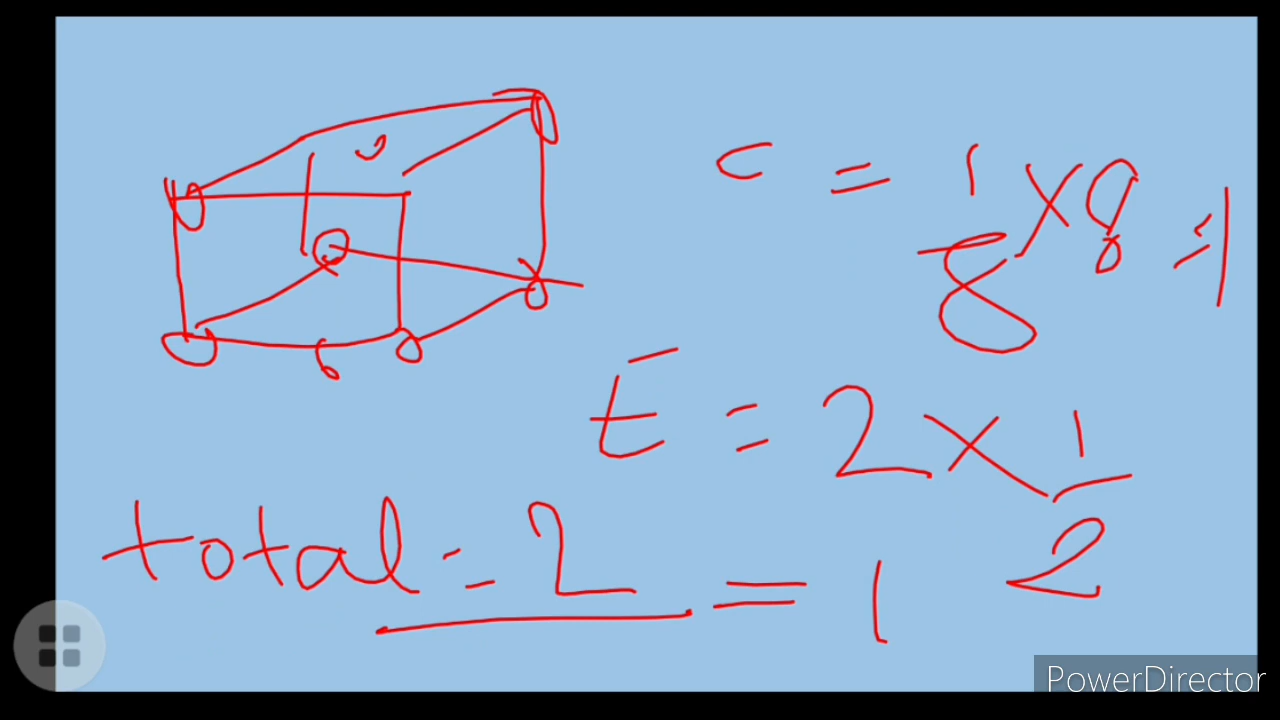 C = 1/8 × 8 = 1
E = 2 × 1/2
total = 2 = 1
PowerDirector